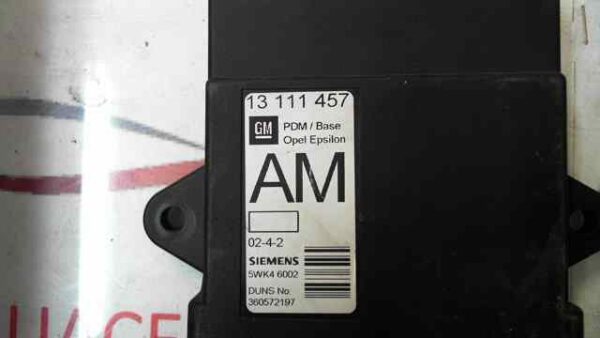 13 111 457
GM
PDM / Base
Opel Epsilon
AM
02-4-2
SIEMENS
5WK4 6002
DUNS No:
360572197